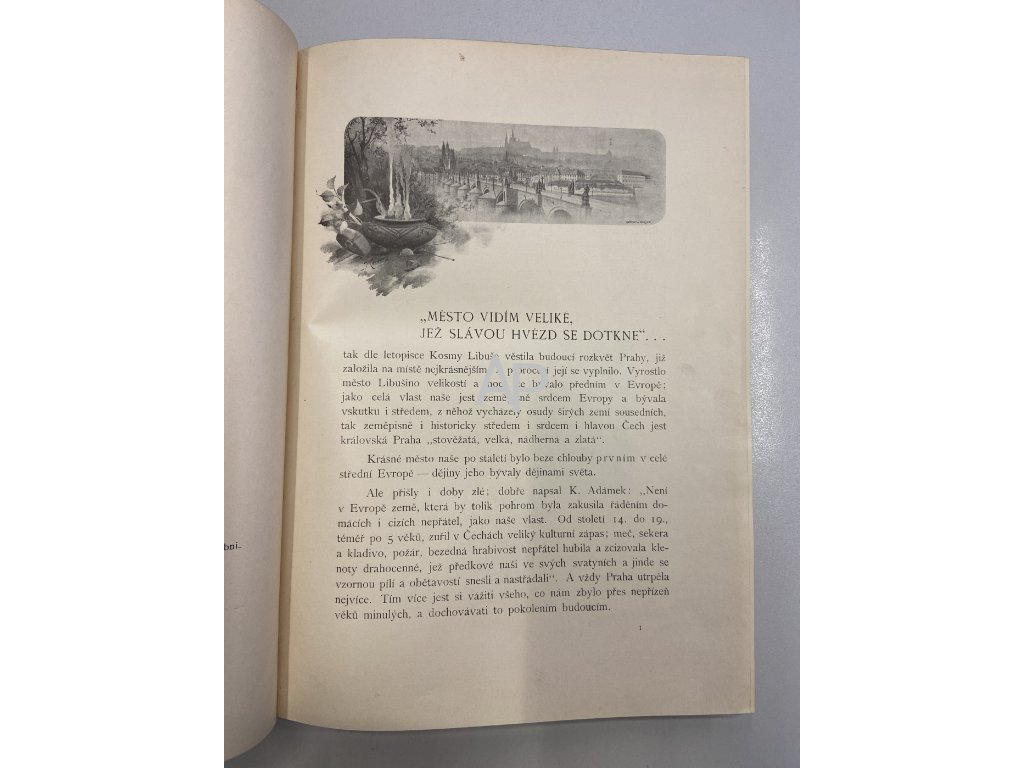 „MĚSTO VIDÍM VELIKÉ,
JEŽ SLÁVOU HVĚZD SE DOTKNE“...
tak dle letopisce Kosmy Libuše věstila budoucí rozkvět Prahy, již
založila na místě nejkrásnějším a proroctví její se vyplnilo. Vyrostlo
město Libušino velikostí a mocí, že bývalo předním v Evropě;
jako celá vlast naše jest zeměpisně srdcem Evropy a bývala
vskutku i středem, z něhož vycházely osudy širých zemí sousedních,
tak zeměpisně i historicky středem i srdcem i hlavou Čech jest
královská Praha „stověžatá, velká, nádherná a zlatá“.
Krásné město naše po staletí bylo beze chlouby prvním v celé
střední Evropě — dějiny jeho bývaly dějinami světa.
Ale přišly i doby zlé; dobře napsal K. Adámek: „Není
v Evropě země, která by tolik pohrom byla zakusila řáděním do-
mácích i cizích nepřátel, jako naše vlast. Od století 14. do 19.,
téměř po 5 věků, zuřil v Čechách veliký kulturní zápas; meč, sekera
a kladivo, požár, bezedná hrabivost nepřátel hubila a zcizovala kle-
noty drahocenné, jež předkové naši ve svých svatyních a jinde se
vzornou pílí a obětavostí snesli a nastřádali“. A vždy Praha utrpěla
nejvíce. Tím více jest si vážiti všeho, co nám zbylo přes nepřízeň
věků minulých, a dochovávati to pokolením budoucím.
1
bní-